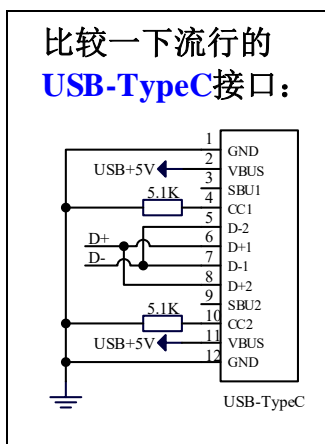 比较一下流行的
USB-TypeC接口：
1 GND
USB+5V 2 VBUS
3 SBU1
5.1K 4 CC1
5 D-2
D+ 6 D+1
D- 7 D-1
8 D+2
9 SBU2
5.1K 10 CC2
USB+5V 11 VBUS
12 GND
USB-TypeC